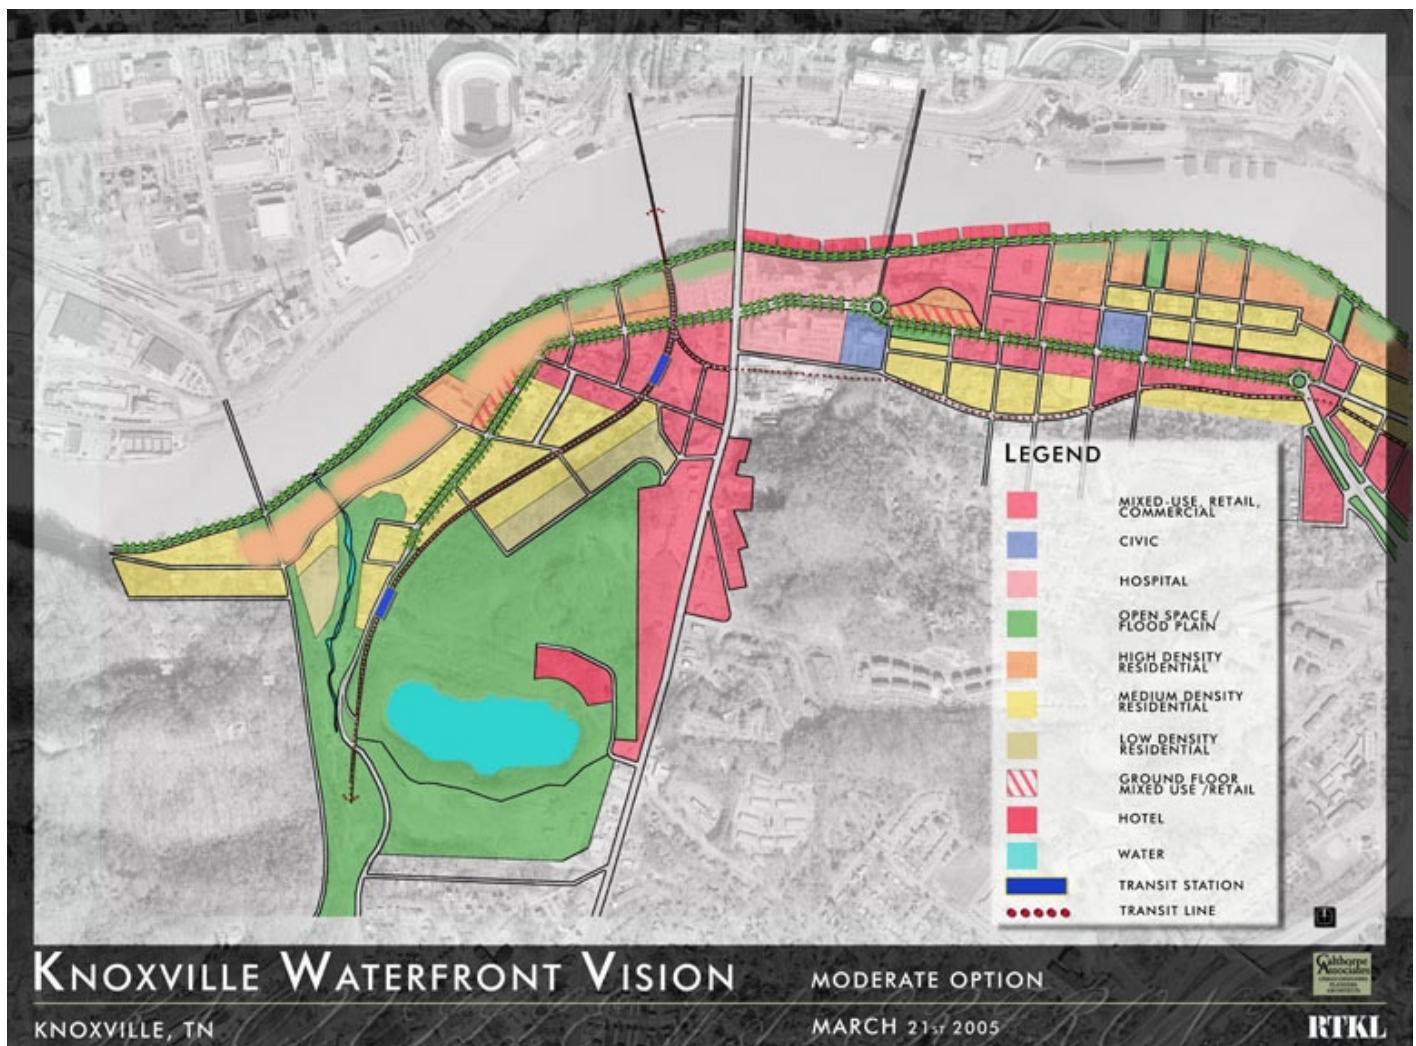 LEGEND
MIXED-USE, RETAIL,
COMMERCIAL
CIVIC
HOSPITAL
OPEN SPACE /
FLOOD PLAIN
HIGH DENSITY
RESIDENTIAL
MEDIUM DENSITY
RESIDENTIAL
LOW DENSITY
RESIDENTIAL
GROUND FLOOR
MIXED USE /RETAIL
HOTEL
WATER
TRANSIT STATION
TRANSIT LINE
KNOXVILLE WATERFRONT VISION
MODERATE OPTION
Calthorpe
Associates
KNOXVILLE, TN
MARCH 21ST 2005
RTKL